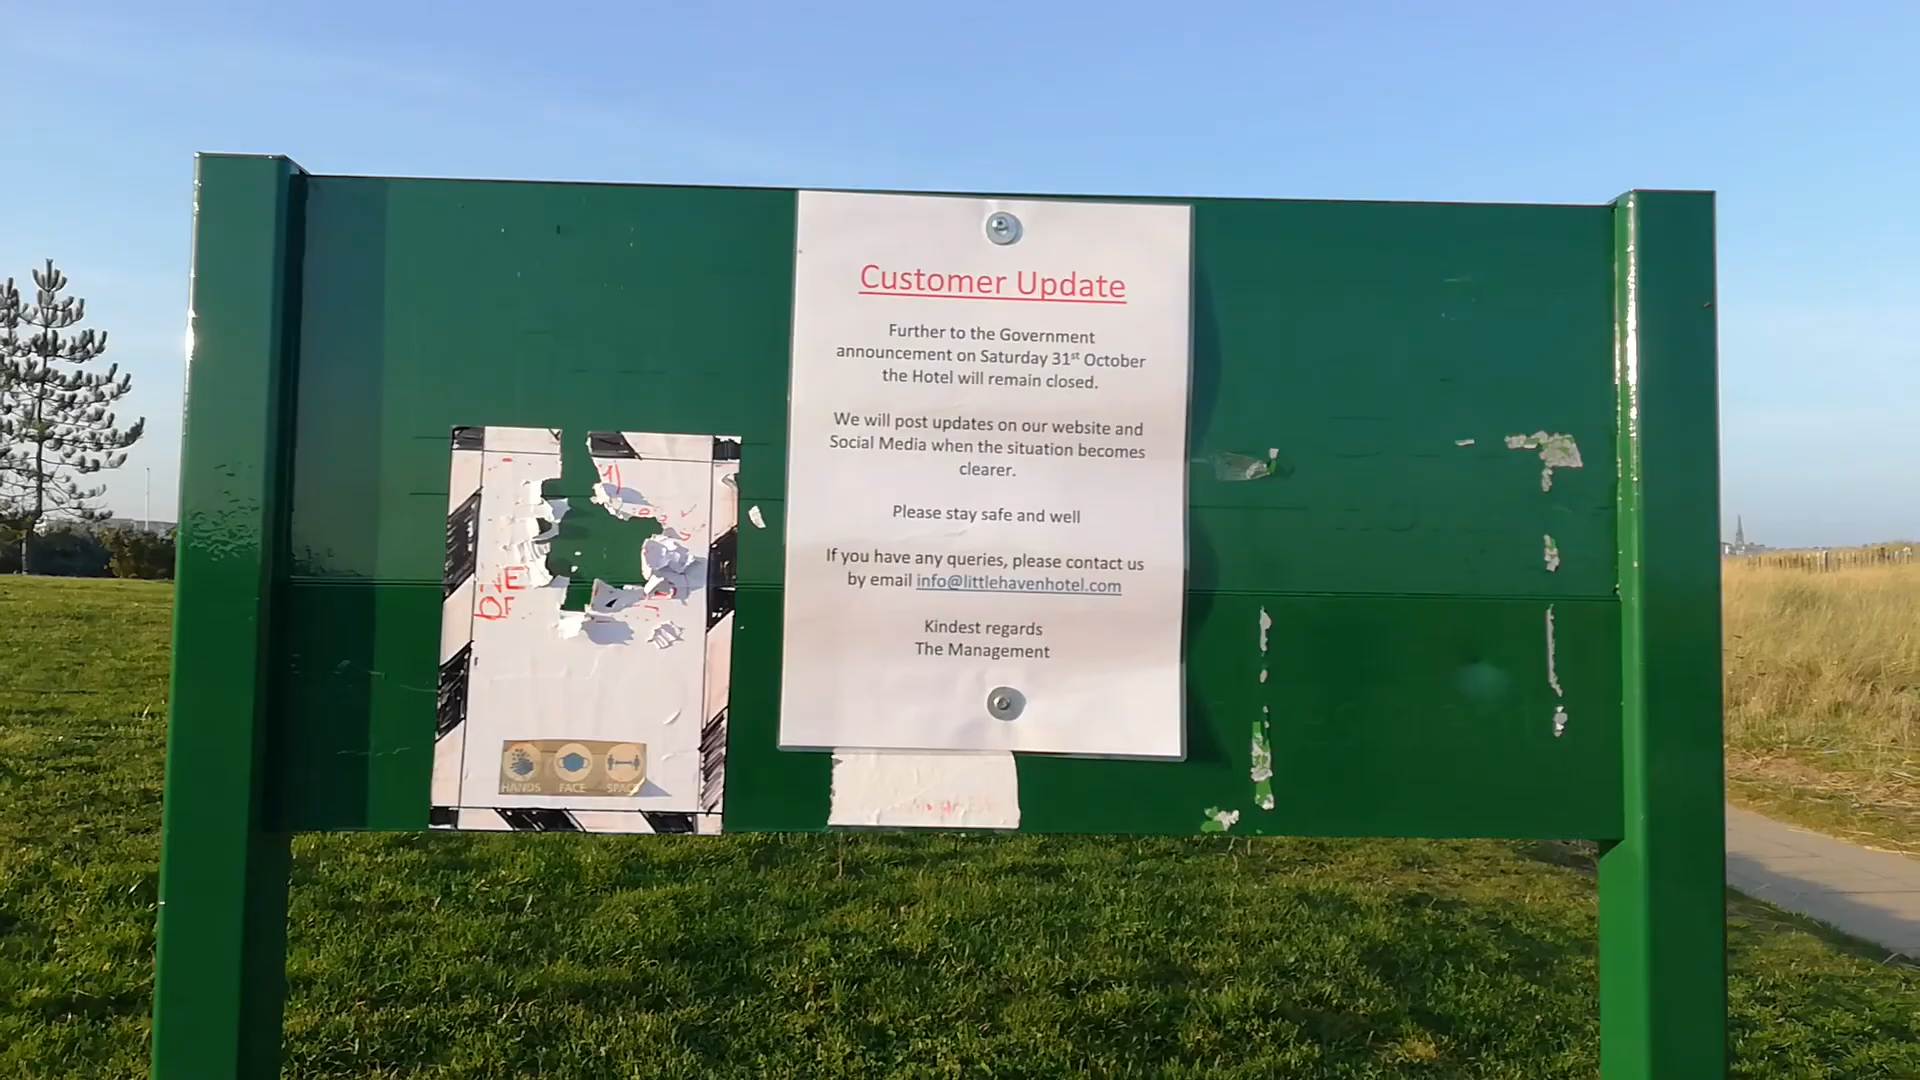 Customer Update
Further to the Government
announcement on Saturday 31st October
the Hotel will remain closed.
We will post updates on our website and
Social Media when the situation becomes
clearer.
Please stay safe and well
If you have any queries, please contact us
by email info@littlehavenhotel.com
Kindest regards
The Management
HANDS FACE SPACE